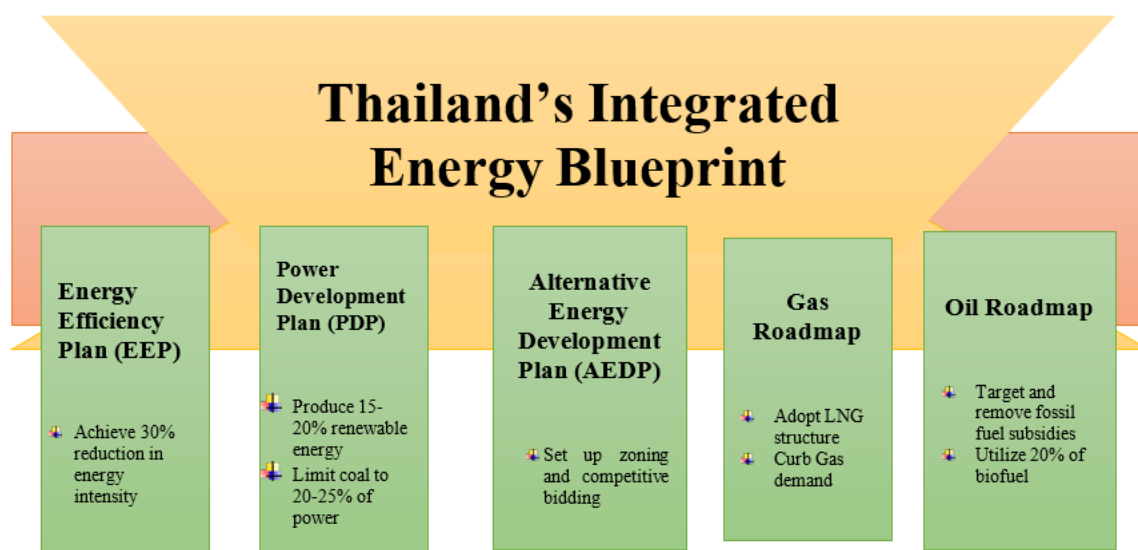 Thailand's Integrated
Energy Blueprint
Energy
Efficiency
Plan (EEP)
Achieve 30%
reduction in
energy
intensity
Power
Development
Plan (PDP)
Produce 15-
20% renewable
energy
Limit coal to
20-25% of
power
Alternative
Energy
Development
Plan (AEDP)
Set up zoning
and competitive
bidding
Gas
Roadmap
Adopt LNG
structure
Curb Gas
demand
Oil Roadmap
Target and
remove fossil
fuel subsidies
Utilize 20% of
biofuel